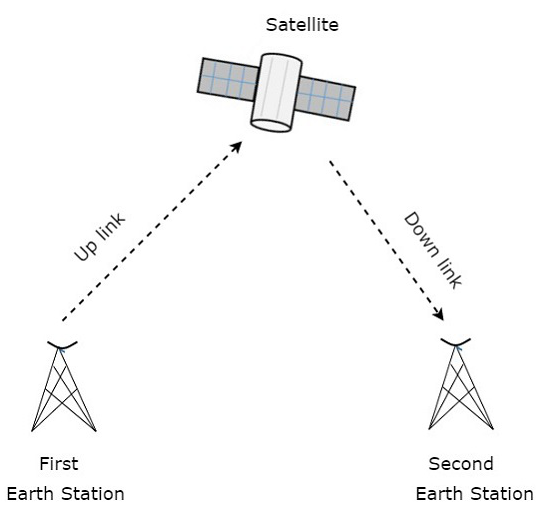 Satellite
Up link
Down link
First
Earth Station
Second
Earth Station